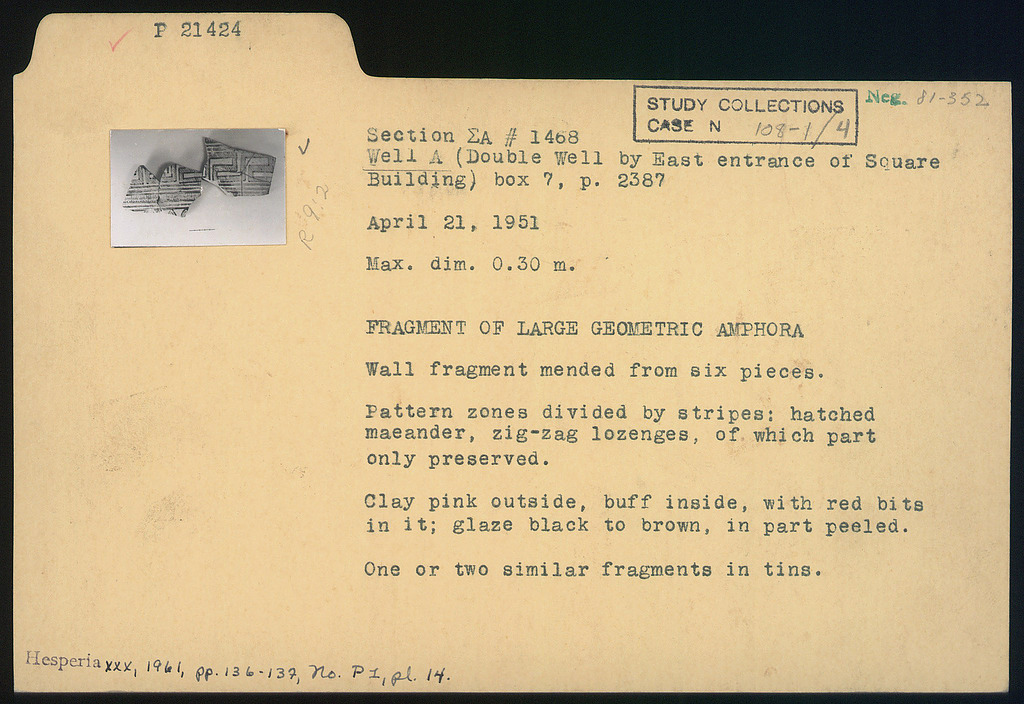 P 21424
STUDY COLLECTIONS
CASE N 108-1/4
Neg. 81-352
Section ΣΑ # 1468
Well A (Double Well by East entrance of Square
Building) box 7, p. 2387
R 9.2
April 21, 1951
Max. dim. 0.30 m.
FRAGMENT OF LARGE GEOMETRIC AMPHORA
Wall fragment mended from six pieces.
Pattern zones divided by stripes: hatched
maeander, zig-zag lozenges, of which part
only preserved.
Clay pink outside, buff inside, with red bits
in it; glaze black to brown, in part peeled.
One or two similar fragments in tins.
Hesperia XXX, 1961, pp. 136-137, No. P1, pl. 14.